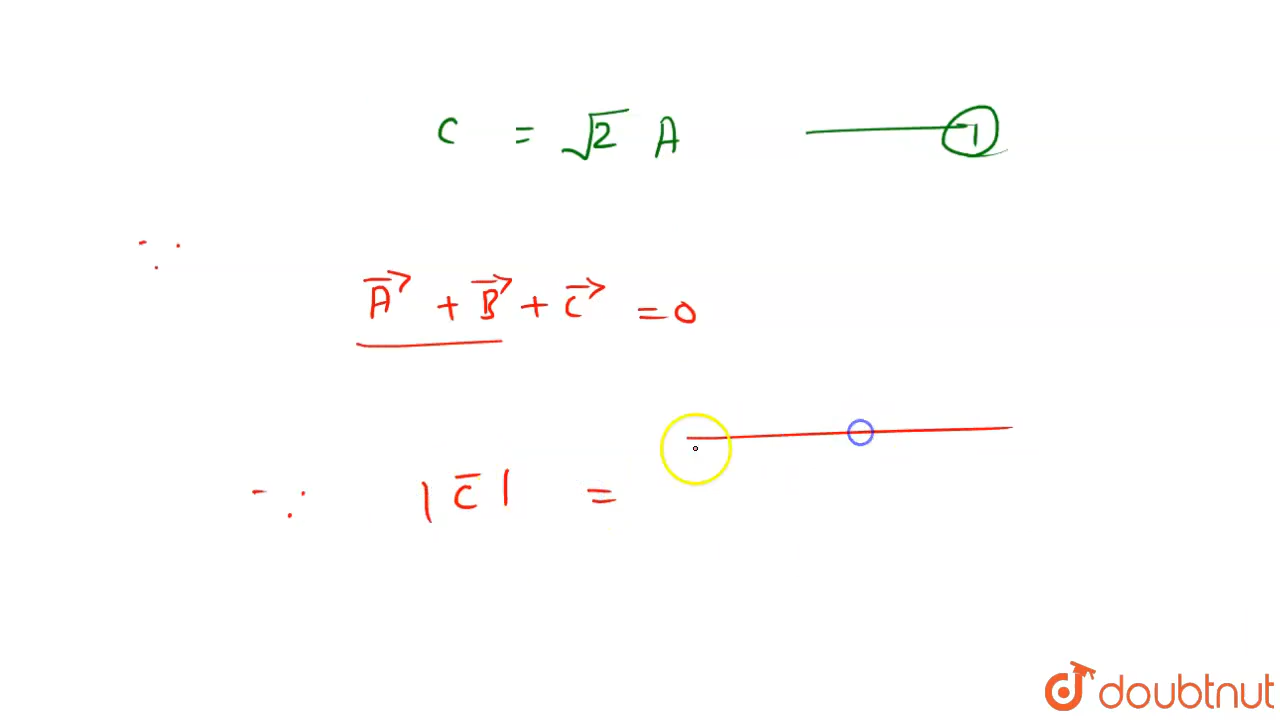 C = √2 A —— 1
∵
A⃗ + B⃗ + C⃗ = 0
∵ |C̄| =
doubtnut